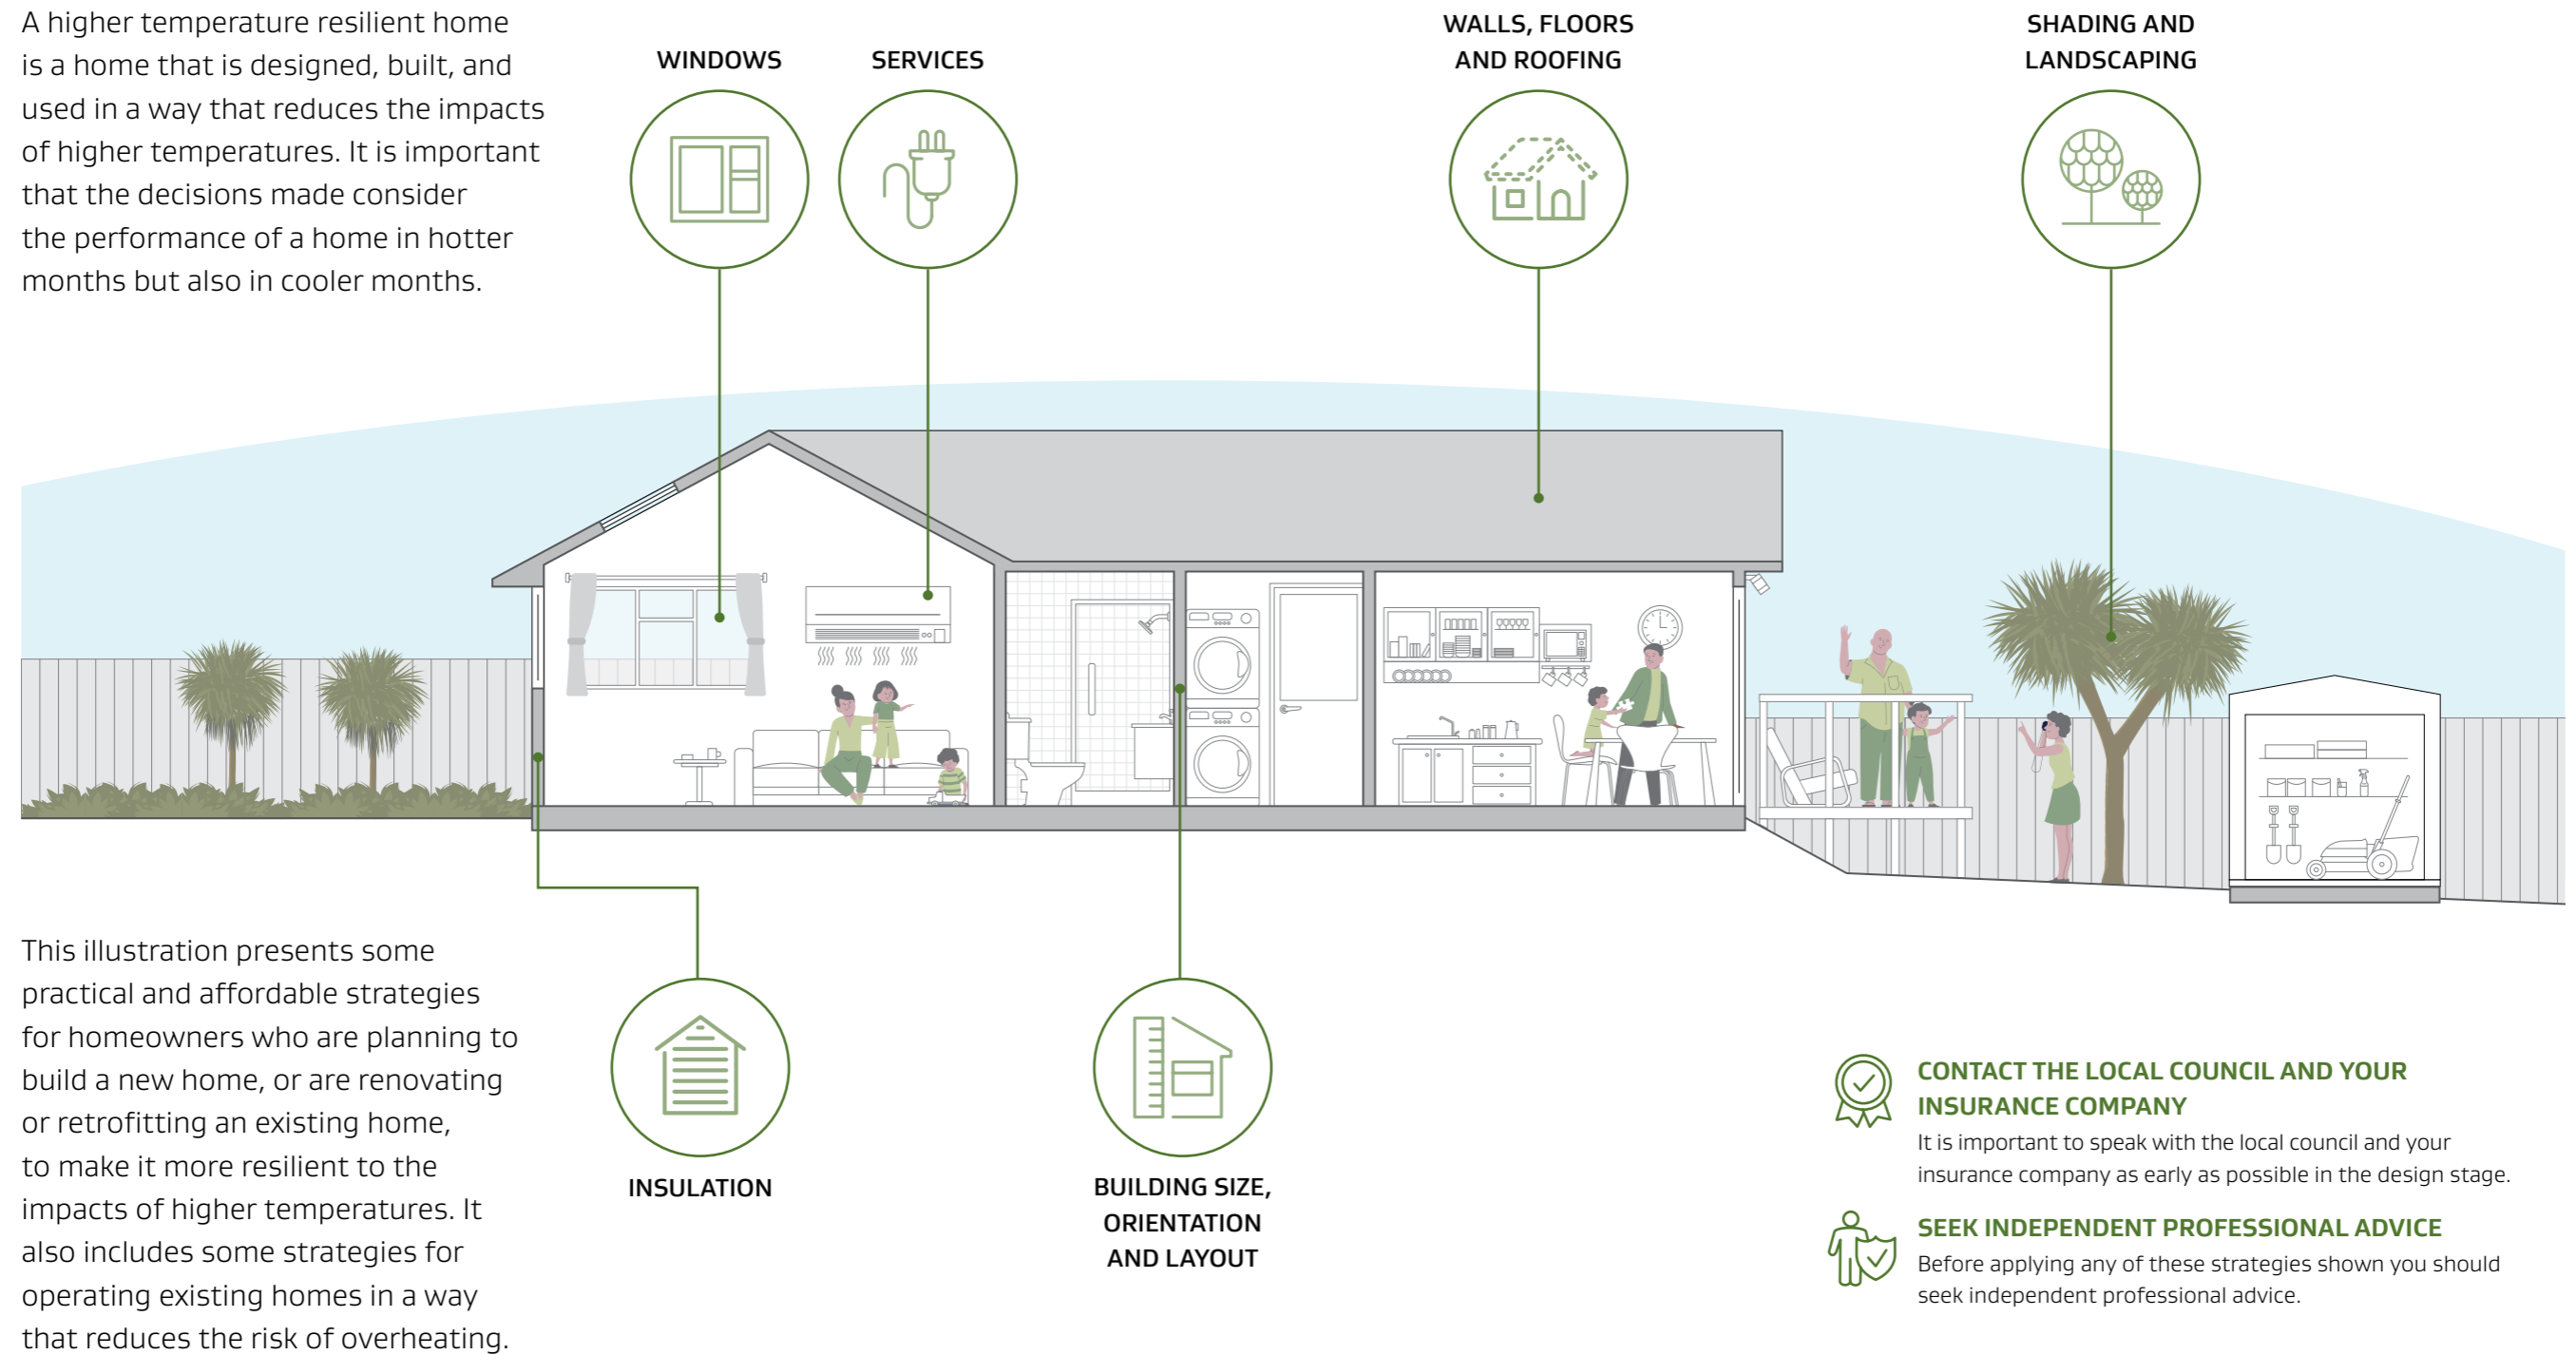 A higher temperature resilient home
is a home that is designed, built, and
used in a way that reduces the impacts
of higher temperatures. It is important
that the decisions made consider
the performance of a home in hotter
months but also in cooler months.
WINDOWS
SERVICES
WALLS, FLOORS
AND ROOFING
SHADING AND
LANDSCAPING
This illustration presents some
practical and affordable strategies
for homeowners who are planning to
build a new home, or are renovating
or retrofitting an existing home,
to make it more resilient to the
impacts of higher temperatures. It
also includes some strategies for
operating existing homes in a way
that reduces the risk of overheating.
INSULATION
BUILDING SIZE,
ORIENTATION
AND LAYOUT
CONTACT THE LOCAL COUNCIL AND YOUR
INSURANCE COMPANY
It is important to speak with the local council and your
insurance company as early as possible in the design stage.
SEEK INDEPENDENT PROFESSIONAL ADVICE
Before applying any of these strategies shown you should
seek independent professional advice.